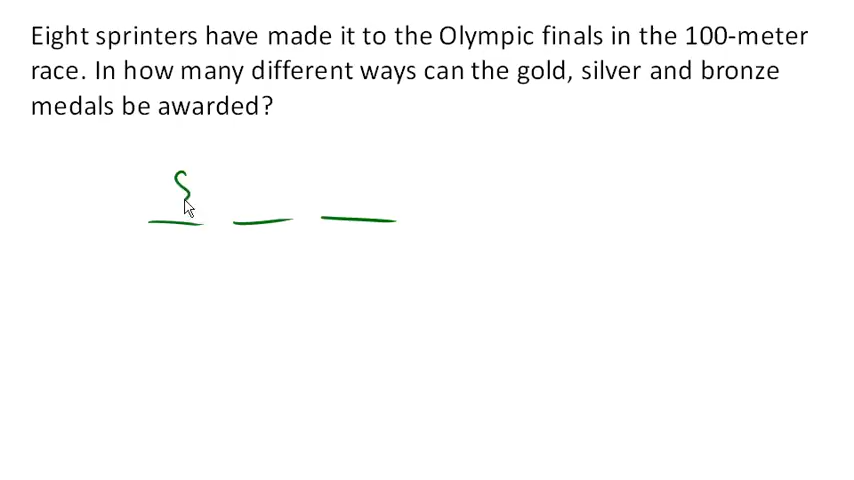 Eight sprinters have made it to the Olympic finals in the 100-meter
race. In how many different ways can the gold, silver and bronze
medals be awarded?